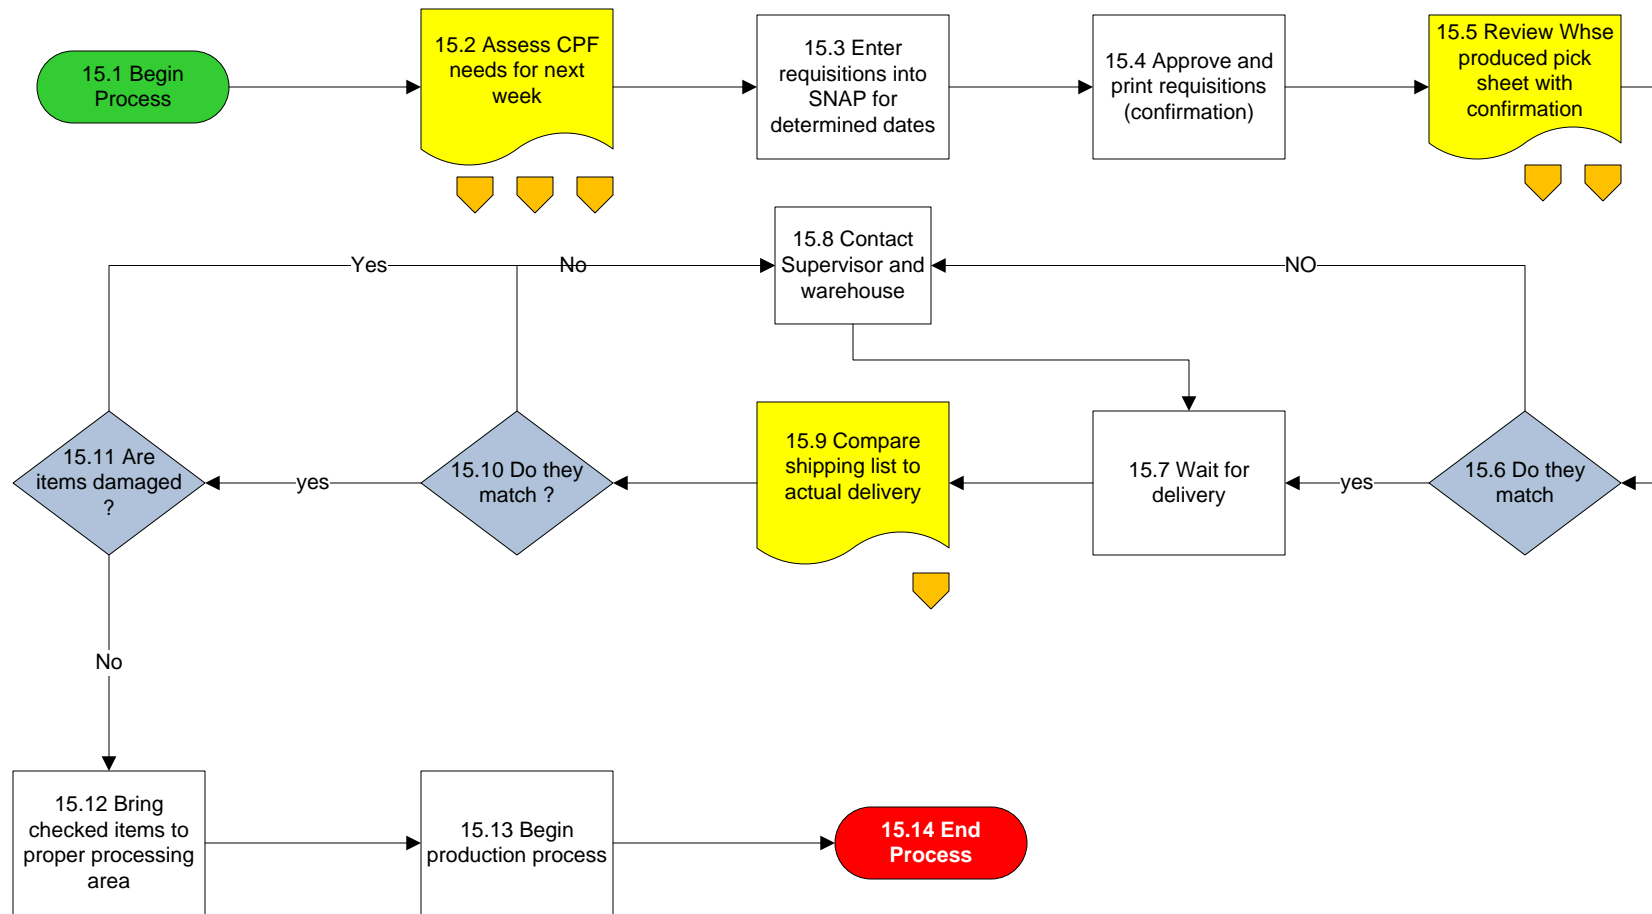 15.1 Begin
Process
15.2 Assess CPF
needs for next
week
15.3 Enter
requisitions into
SNAP for
determined dates
15.4 Approve and
print requisitions
(confirmation)
15.5 Review Whse
produced pick
sheet with
confirmation
15.8 Contact
Supervisor and
warehouse
Yes
No
NO
15.11 Are
items damaged
?
yes
15.10 Do they
match ?
15.9 Compare
shipping list to
actual delivery
15.7 Wait for
delivery
yes
15.6 Do they
match
No
15.12 Bring
checked items to
proper processing
area
15.13 Begin
production process
15.14 End
Process